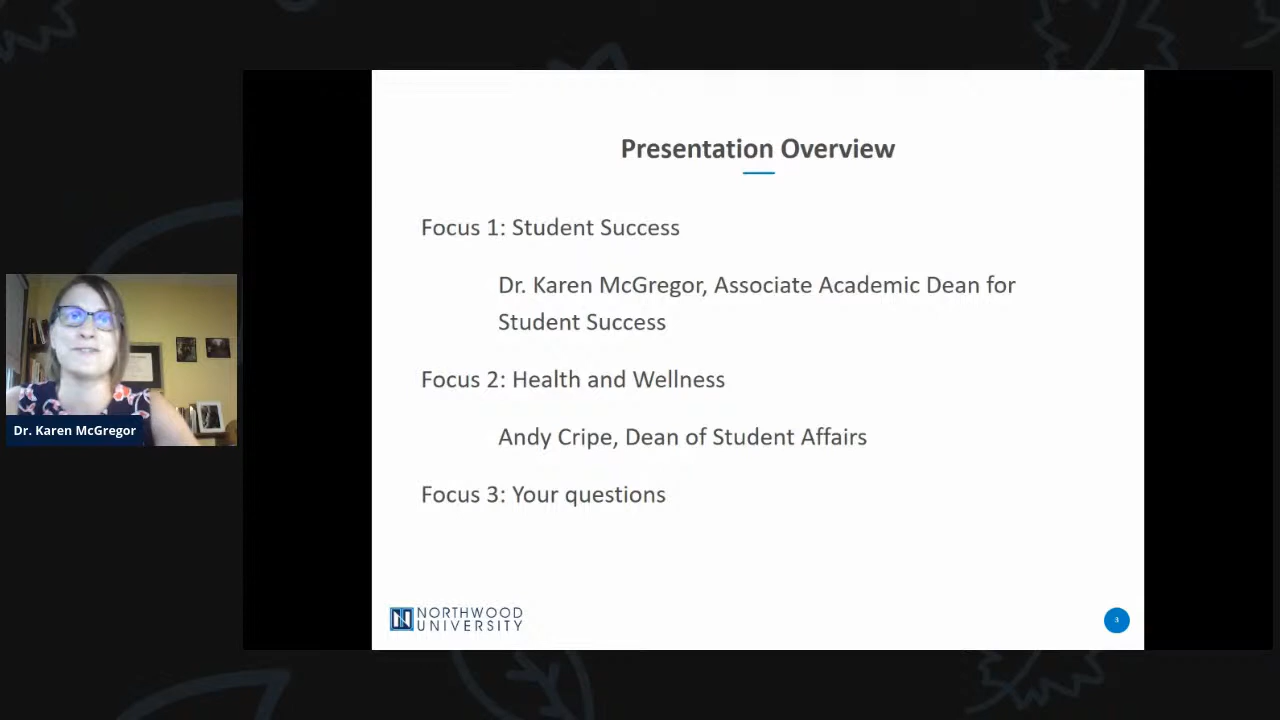 Presentation Overview
Focus 1: Student Success
Dr. Karen McGregor, Associate Academic Dean for
Student Success
Focus 2: Health and Wellness
Andy Cripe, Dean of Student Affairs
Focus 3: Your questions
Dr. Karen McGregor
NORTHWOOD
UNIVERSITY
3